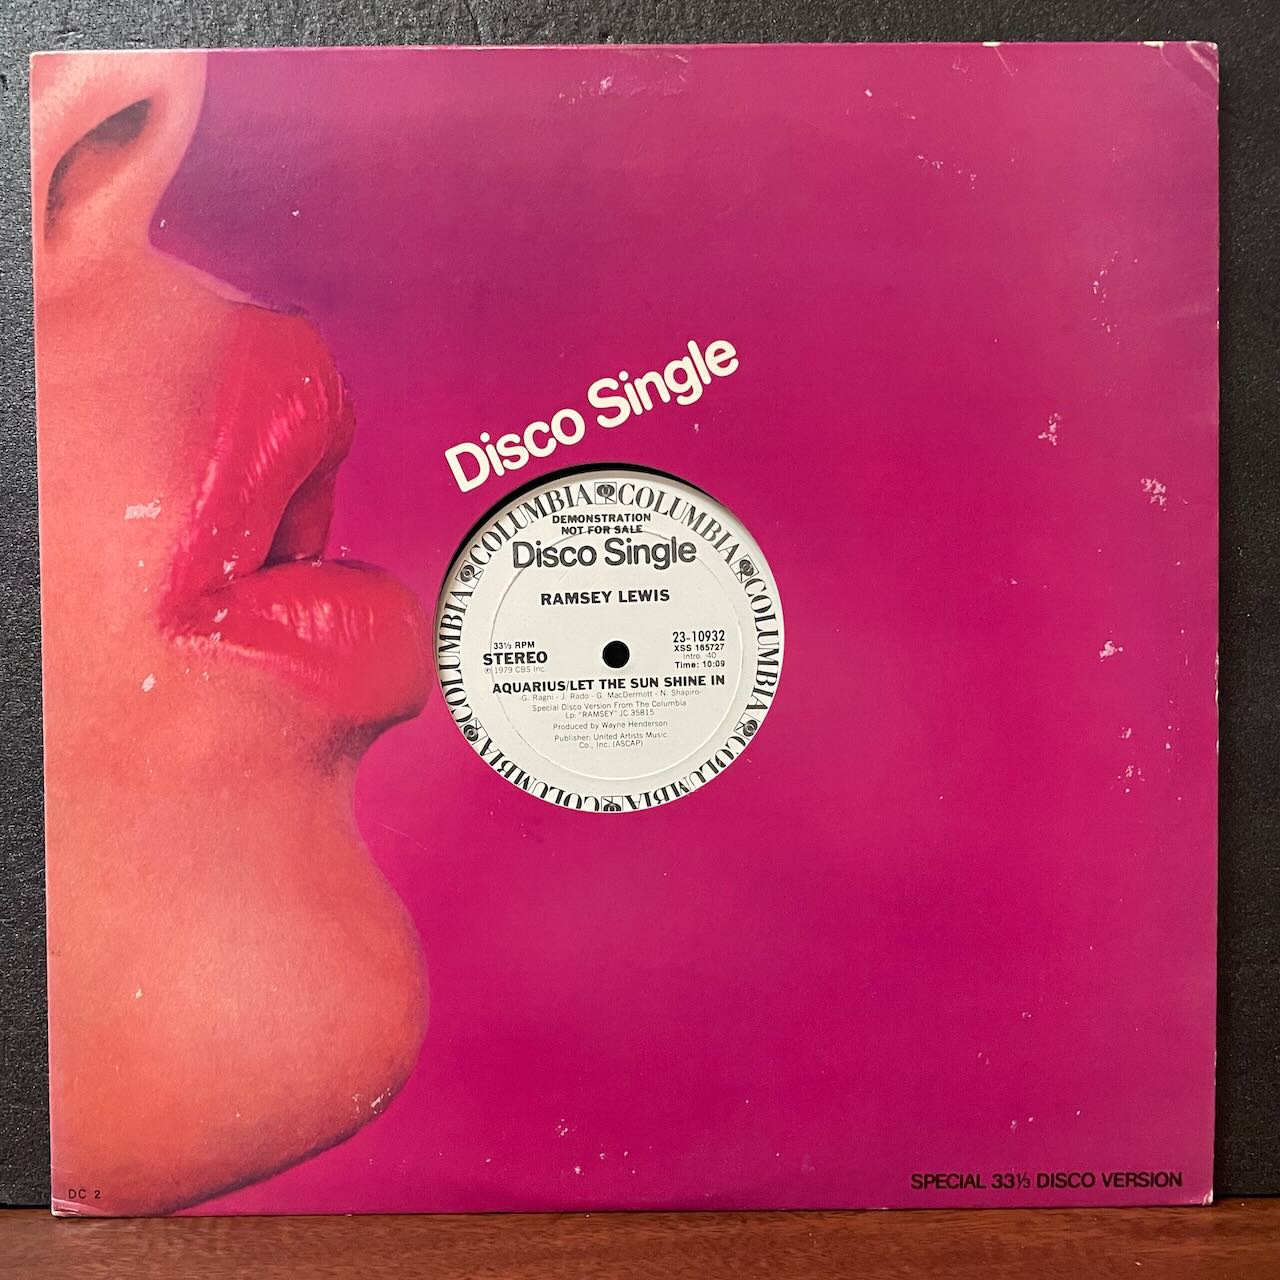 Disco Single
COLUMBIA COLUMBIA COLUMBIA COLUMBIA COLUMBIA COLUMBIA
DEMONSTRATION
NOT FOR SALE
Disco Single
RAMSEY LEWIS
33⅓ RPM
STEREO
℗ 1979 CBS Inc.
23-10932
XSS 165727
Intro. :40
Time: 10:09
AQUARIUS/LET THE SUN SHINE IN
-G. Ragni - J. Rado - G. MacDermott - N. Shapiro-
Special Disco Version From The Columbia
Lp: "RAMSEY" JC 35815
Produced by Wayne Henderson
Publisher: United Artists Music
Co., Inc. (ASCAP)
DC 2
SPECIAL 33⅓ DISCO VERSION